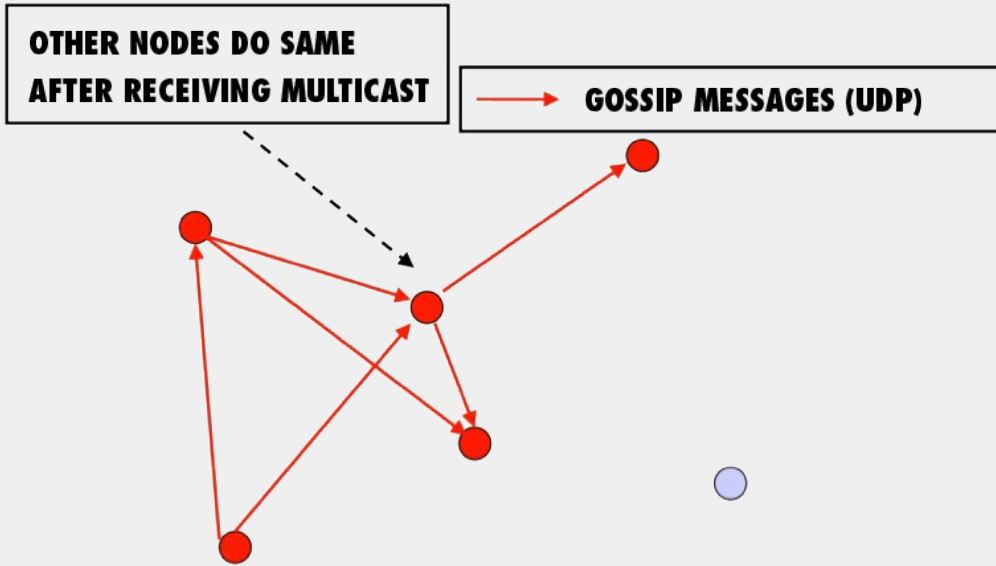 OTHER NODES DO SAME
AFTER RECEIVING MULTICAST
GOSSIP MESSAGES (UDP)